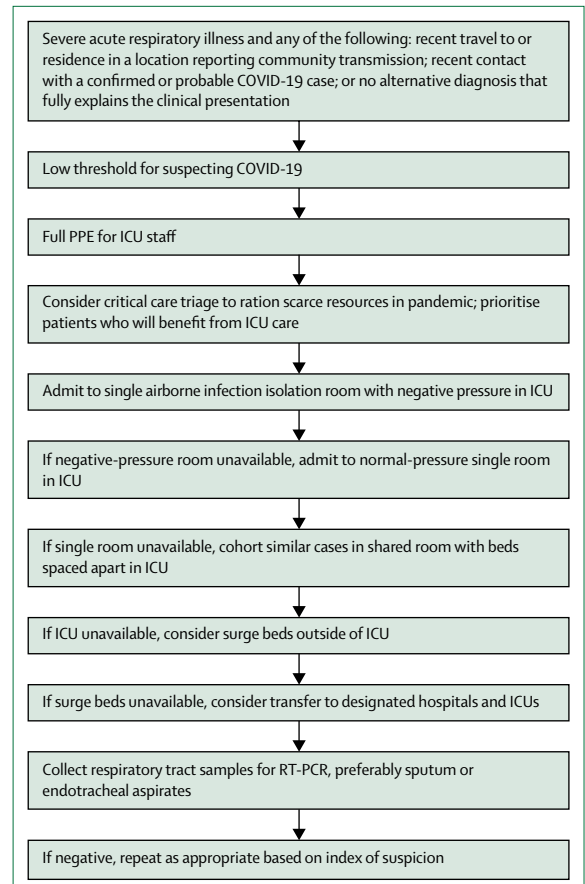 Severe acute respiratory illness and any of the following: recent travel to or
residence in a location reporting community transmission; recent contact
with a confirmed or probable COVID-19 case; or no alternative diagnosis that
fully explains the clinical presentation
Low threshold for suspecting COVID-19
Full PPE for ICU staff
Consider critical care triage to ration scarce resources in pandemic; prioritise
patients who will benefit from ICU care
Admit to single airborne infection isolation room with negative pressure in ICU
If negative-pressure room unavailable, admit to normal-pressure single room
in ICU
If single room unavailable, cohort similar cases in shared room with beds
spaced apart in ICU
If ICU unavailable, consider surge beds outside of ICU
If surge beds unavailable, consider transfer to designated hospitals and ICUs
Collect respiratory tract samples for RT-PCR, preferably sputum or
endotracheal aspirates
If negative, repeat as appropriate based on index of suspicion